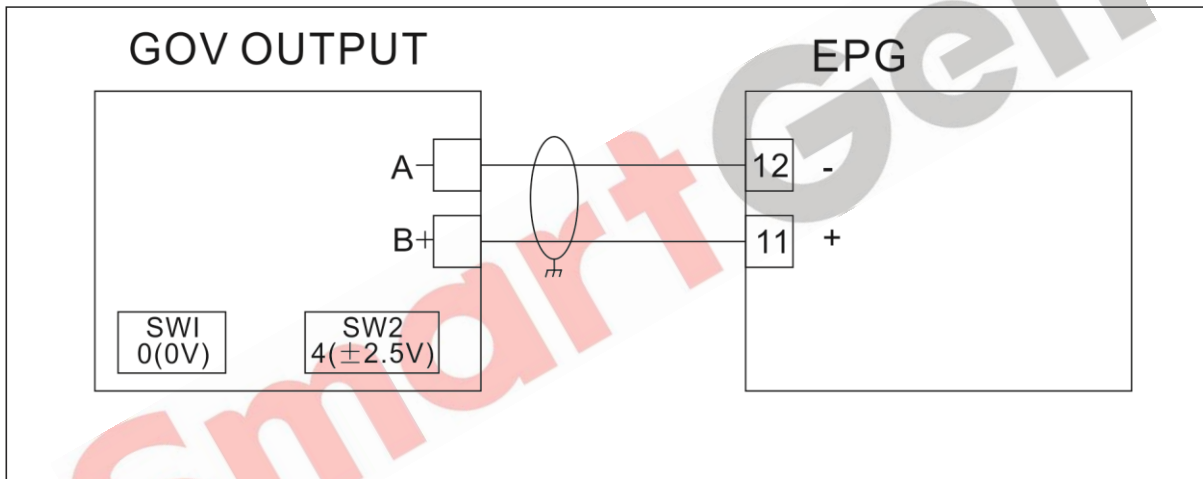 GOV OUTPUT
EPG
A-
12 -
B+
11 +
SWI
0(0V)
SW2
4(±2.5V)
SmartGen